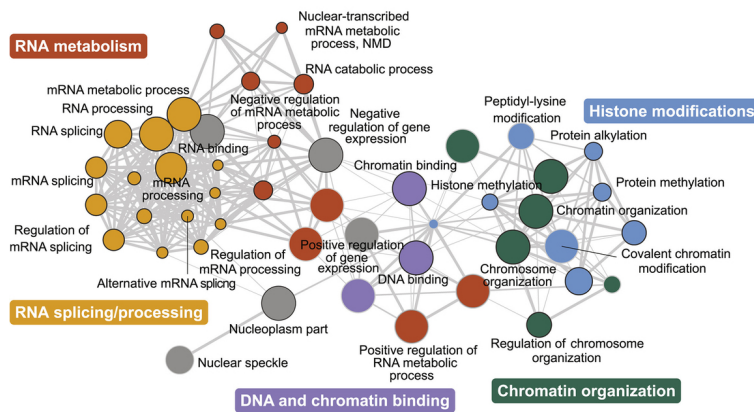 Nuclear-transcribed
mRNA metabolic
process, NMD
RNA metabolism
RNA catabolic process
mRNA metabolic process
RNA processing
Negative regulation
of mRNA metabolic
process
Negative
regulation of gene
expression
Peptidyl-lysine
modification
Histone modifications
RNA splicing
RNA binding
Protein alkylation
Chromatin binding
mRNA splicing
mRNA
processing
Histone methylation
Protein methylation
Chromatin organization
Regulation of
mRNA splicing
Regulation of
mRNA processing
Positive regulation
of gene
expression
Covalent chromatin
modification
Alternative mRNA splicing
DNA binding
Chromosome
organization
RNA splicing/processing
Nucleoplasm part
Nuclear speckle
Positive regulation of
RNA metabolic
process
Regulation of chromosome
organization
DNA and chromatin binding
Chromatin organization